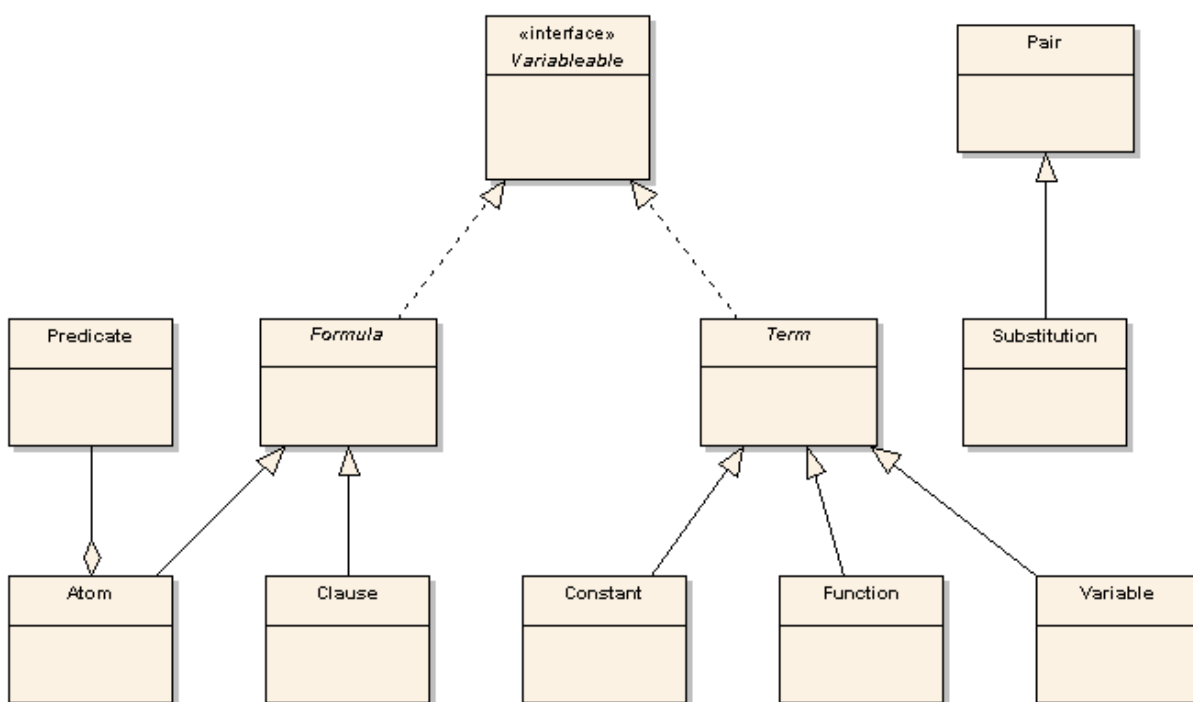 «interface»
Variableable
Pair
Predicate
Formula
Term
Substitution
Atom
Clause
Constant
Function
Variable